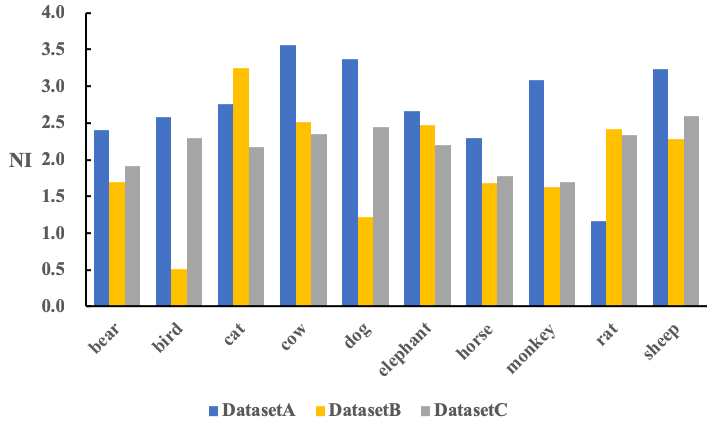 4.0
3.5
3.0
2.5
NI
2.0
1.5
1.0
0.5
0.0
bear
bird
cat
cow
dog
elephant
horse
monkey
rat
sheep
DatasetA DatasetB DatasetC